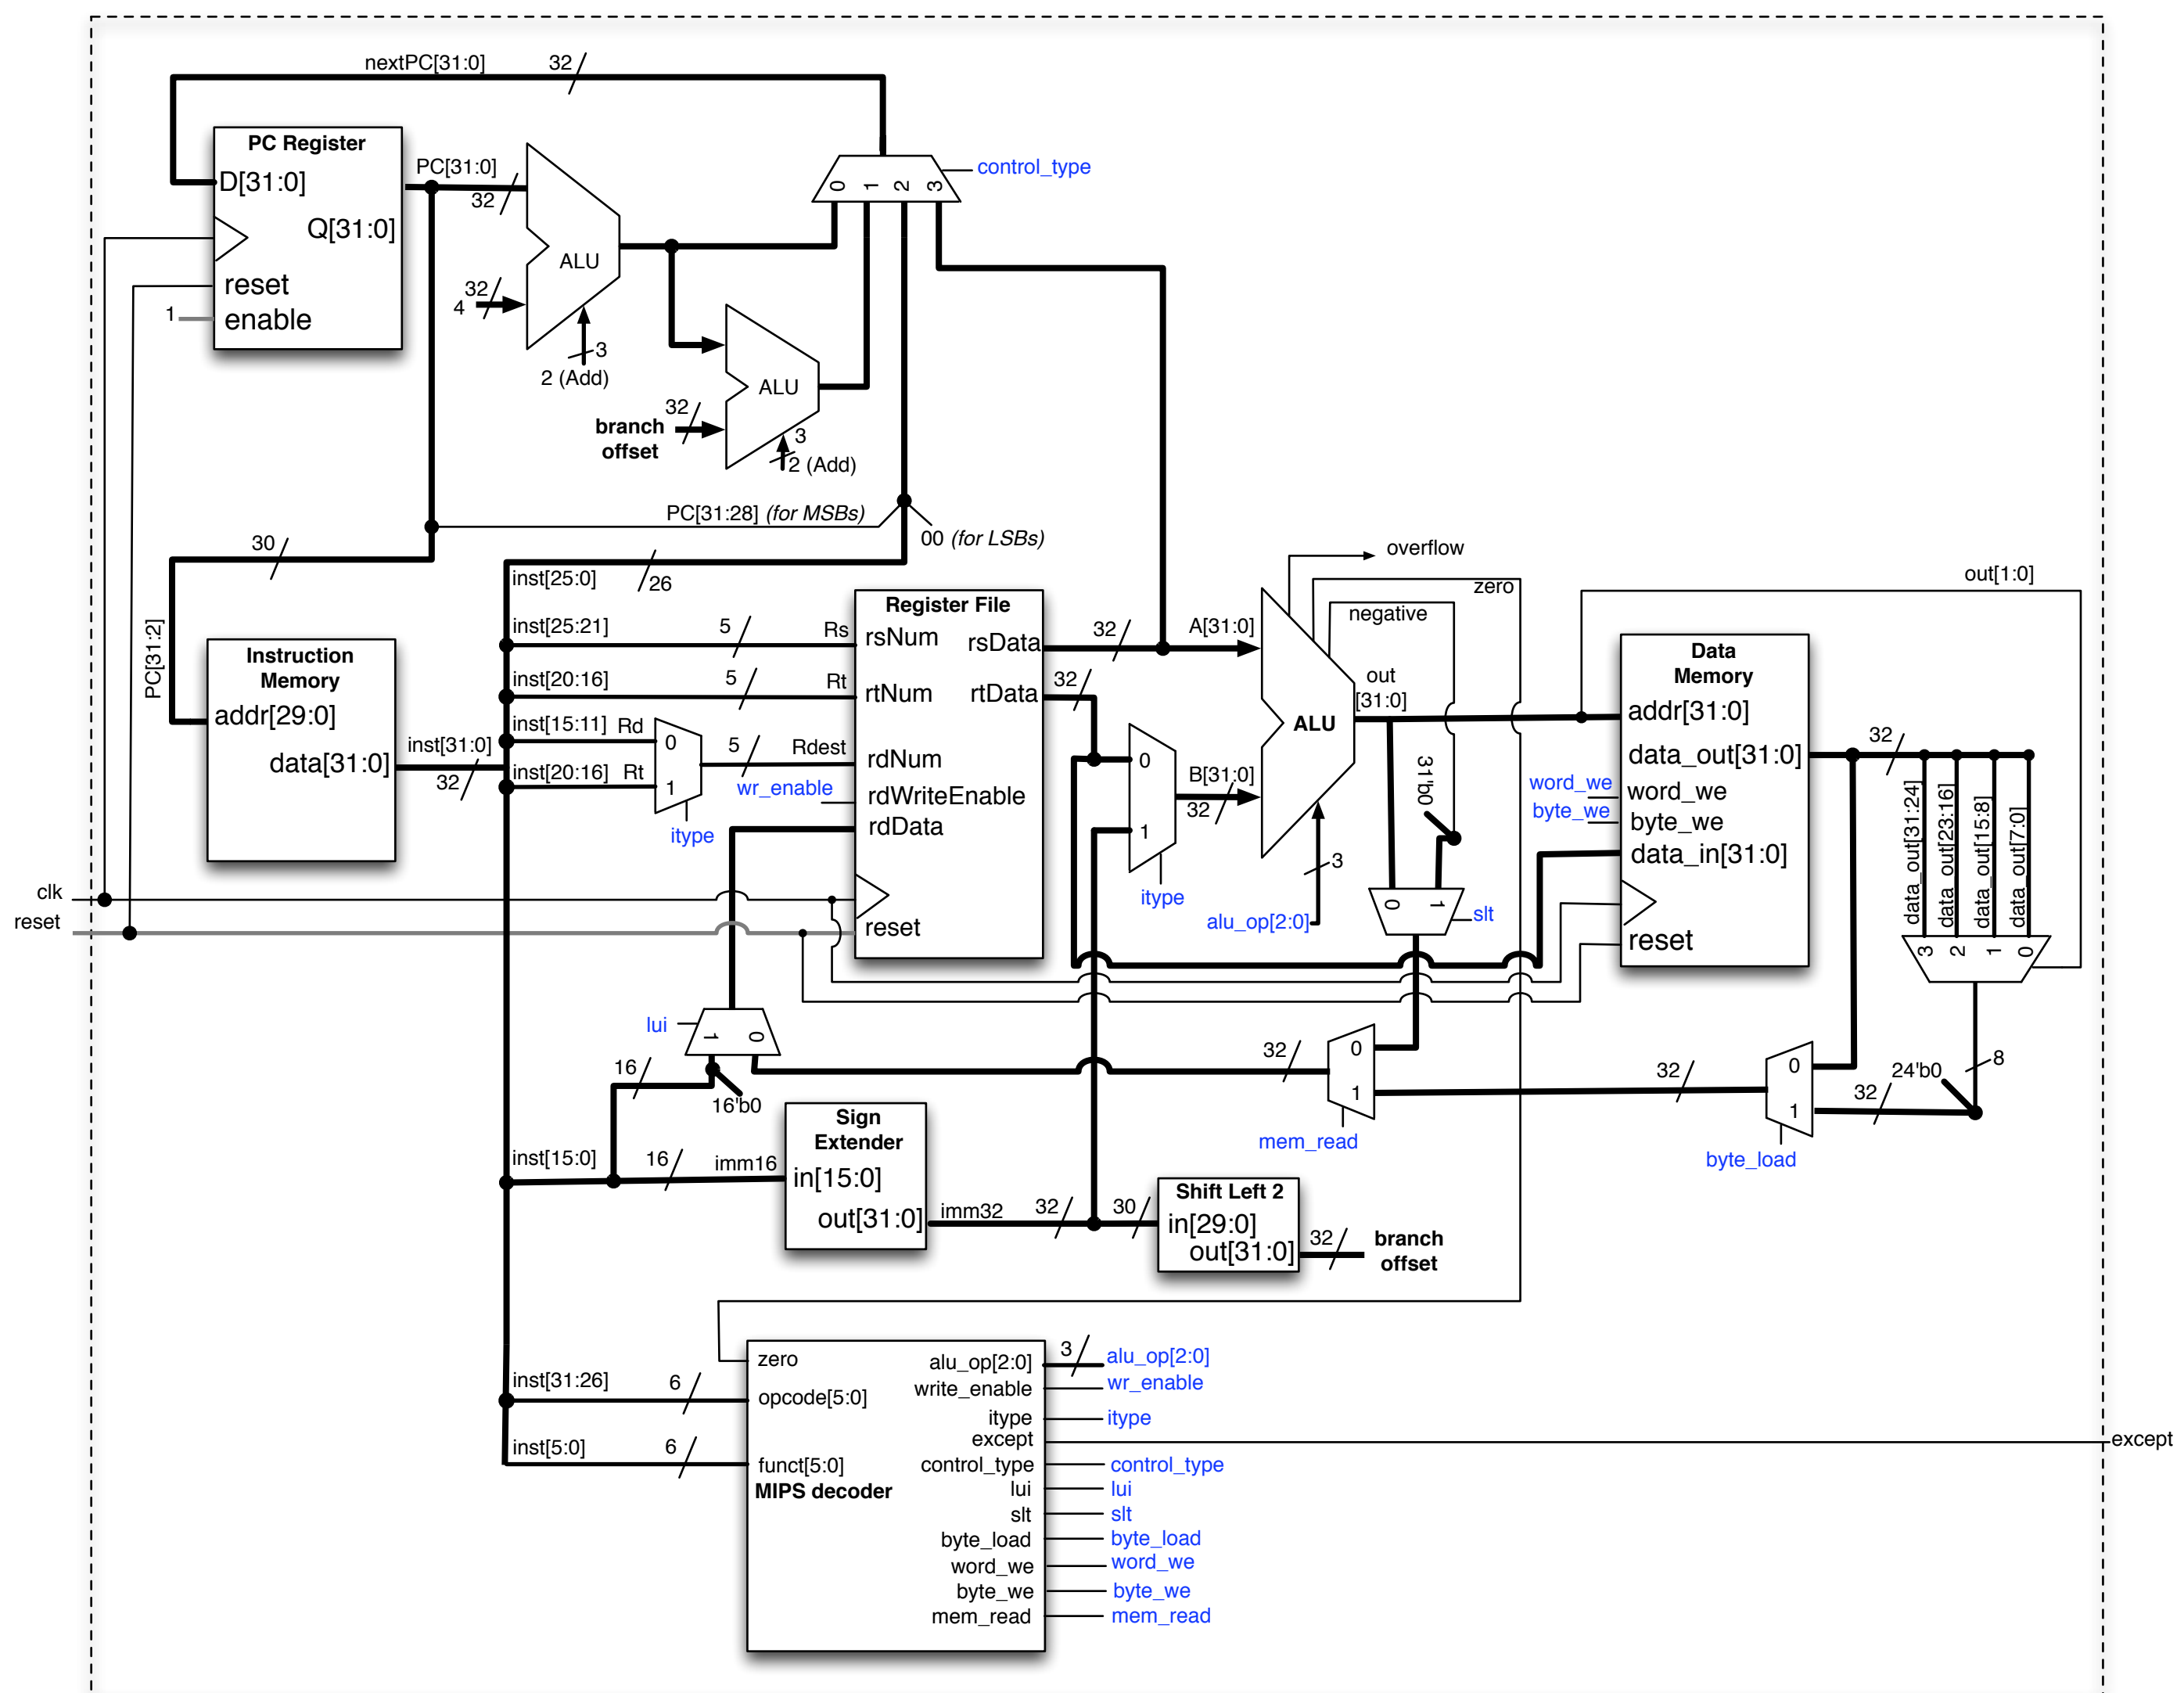 nextPC[31:0]
32
PC Register
D[31:0]
Q[31:0]
reset
enable
1
PC[31:0]
32
ALU
32
4
3
2 (Add)
0
1
2
3
control_type
ALU
32
branch
offset
3
2 (Add)
PC[31:28] (for MSBs)
00 (for LSBs)
30
PC[31:2]
inst[25:0]
26
Instruction
Memory
addr[29:0]
data[31:0]
inst[31:0]
32
inst[25:21]
5
Rs
inst[20:16]
5
Rt
inst[15:11]
Rd
inst[20:16]
Rt
0
1
itype
5
Rdest
wr_enable
Register File
rsNum
rsData
rtNum
rtData
rdNum
rdWriteEnable
rdData
reset
32
32
0
1
itype
A[31:0]
B[31:0]
32
ALU
overflow
zero
negative
out
[31:0]
3
alu_op[2:0]
31'b0
0
1
slt
out[1:0]
Data
Memory
addr[31:0]
data_out[31:0]
word_we
byte_we
data_in[31:0]
reset
word_we
byte_we
32
data_out[31:24]
data_out[23:16]
data_out[15:8]
data_out[7:0]
3
2
1
0
clk
reset
lui
1
0
16
16'b0
32
0
1
mem_read
32
0
1
byte_load
32
24'b0
8
inst[15:0]
16
imm16
Sign
Extender
in[15:0]
out[31:0]
imm32
32
30
Shift Left 2
in[29:0]
out[31:0]
32
branch
offset
inst[31:26]
6
inst[5:0]
6
zero
opcode[5:0]
funct[5:0]
MIPS decoder
alu_op[2:0]
write_enable
itype
except
control_type
lui
slt
byte_load
word_we
byte_we
mem_read
3
alu_op[2:0]
wr_enable
itype
except
control_type
lui
slt
byte_load
word_we
byte_we
mem_read